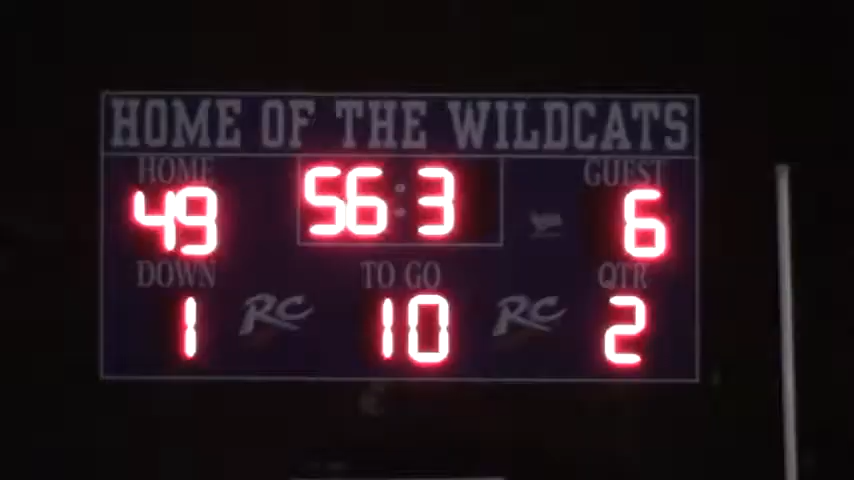 HOME OF THE WILDCATS
HOME GUEST
49 56:3 6
DOWN TO GO QTR
1 RC 10 RC 2